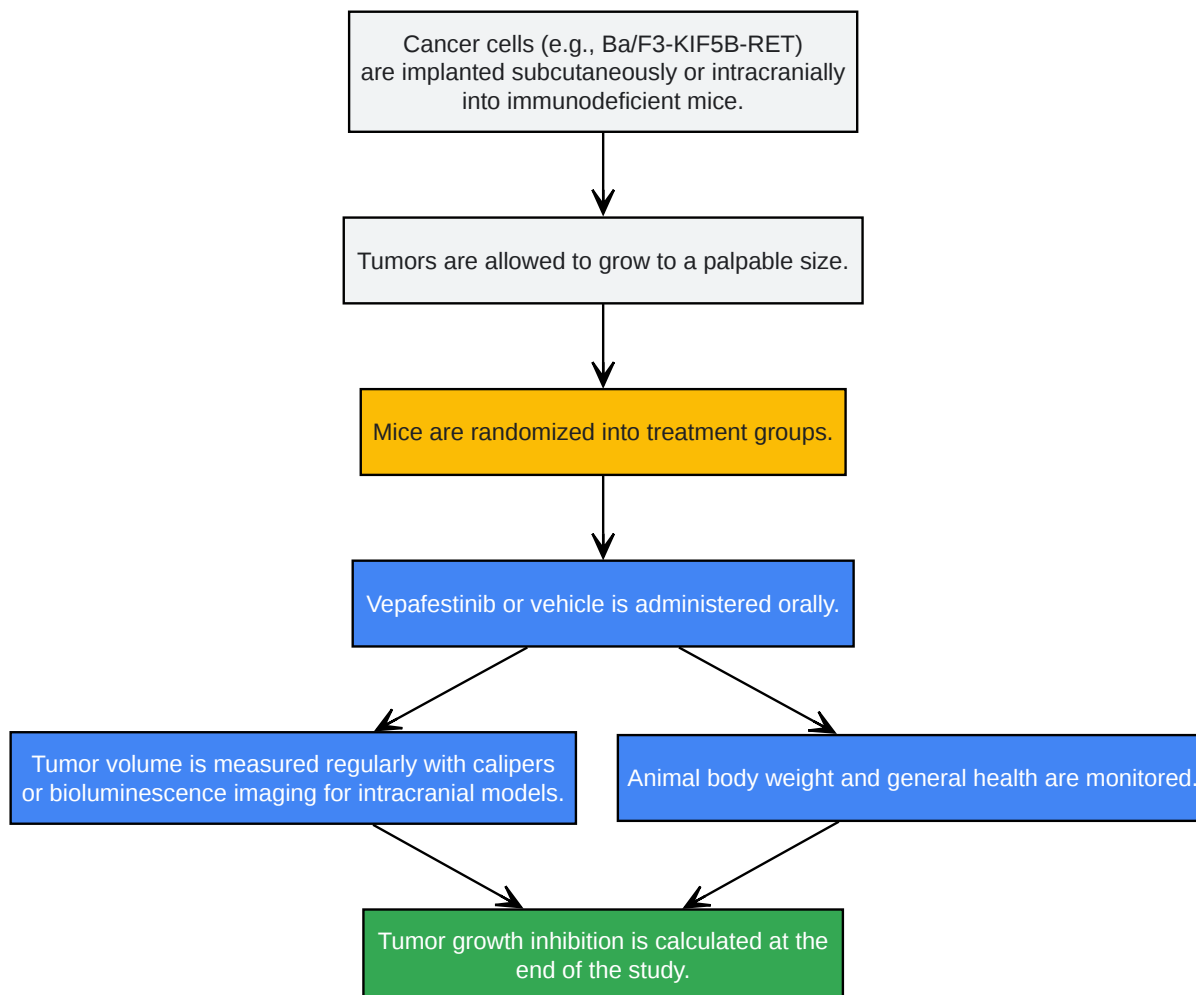 Cancer cells (e.g., Ba/F3-KIF5B-RET)
are implanted subcutaneously or intracranially
into immunodeficient mice.
Tumors are allowed to grow to a palpable size.
Mice are randomized into treatment groups.
Vepafestinib or vehicle is administered orally.
Tumor volume is measured regularly with calipers
or bioluminescence imaging for intracranial models.
Animal body weight and general health are monitored.
Tumor growth inhibition is calculated at the
end of the study.